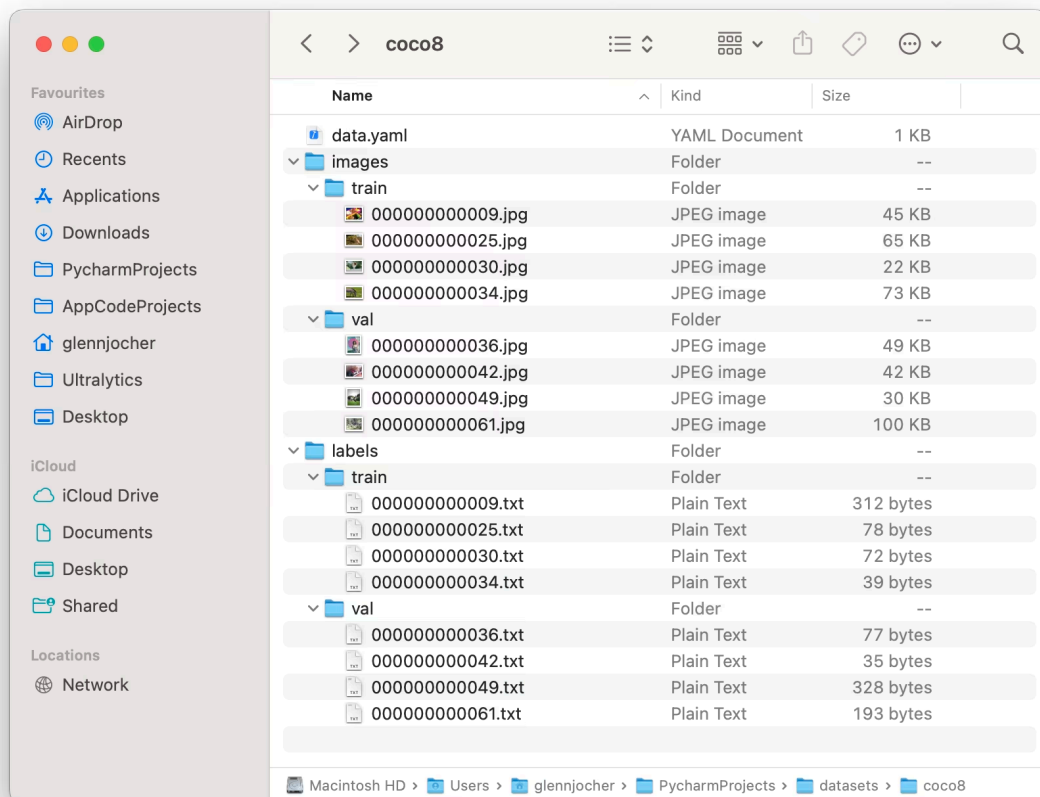 coco8
Favourites
AirDrop
Recents
Applications
Downloads
PycharmProjects
AppCodeProjects
glennjocher
Ultralytics
Desktop
iCloud
iCloud Drive
Documents
Desktop
Shared
Locations
Network
Name Kind Size
data.yaml YAML Document 1 KB
images Folder --
train Folder --
000000000009.jpg JPEG image 45 KB
000000000025.jpg JPEG image 65 KB
000000000030.jpg JPEG image 22 KB
000000000034.jpg JPEG image 73 KB
val Folder --
000000000036.jpg JPEG image 49 KB
000000000042.jpg JPEG image 42 KB
000000000049.jpg JPEG image 30 KB
000000000061.jpg JPEG image 100 KB
labels Folder --
train Folder --
000000000009.txt Plain Text 312 bytes
000000000025.txt Plain Text 78 bytes
000000000030.txt Plain Text 72 bytes
000000000034.txt Plain Text 39 bytes
val Folder --
000000000036.txt Plain Text 77 bytes
000000000042.txt Plain Text 35 bytes
000000000049.txt Plain Text 328 bytes
000000000061.txt Plain Text 193 bytes
Macintosh HD › Users › glennjocher › PycharmProjects › datasets › coco8